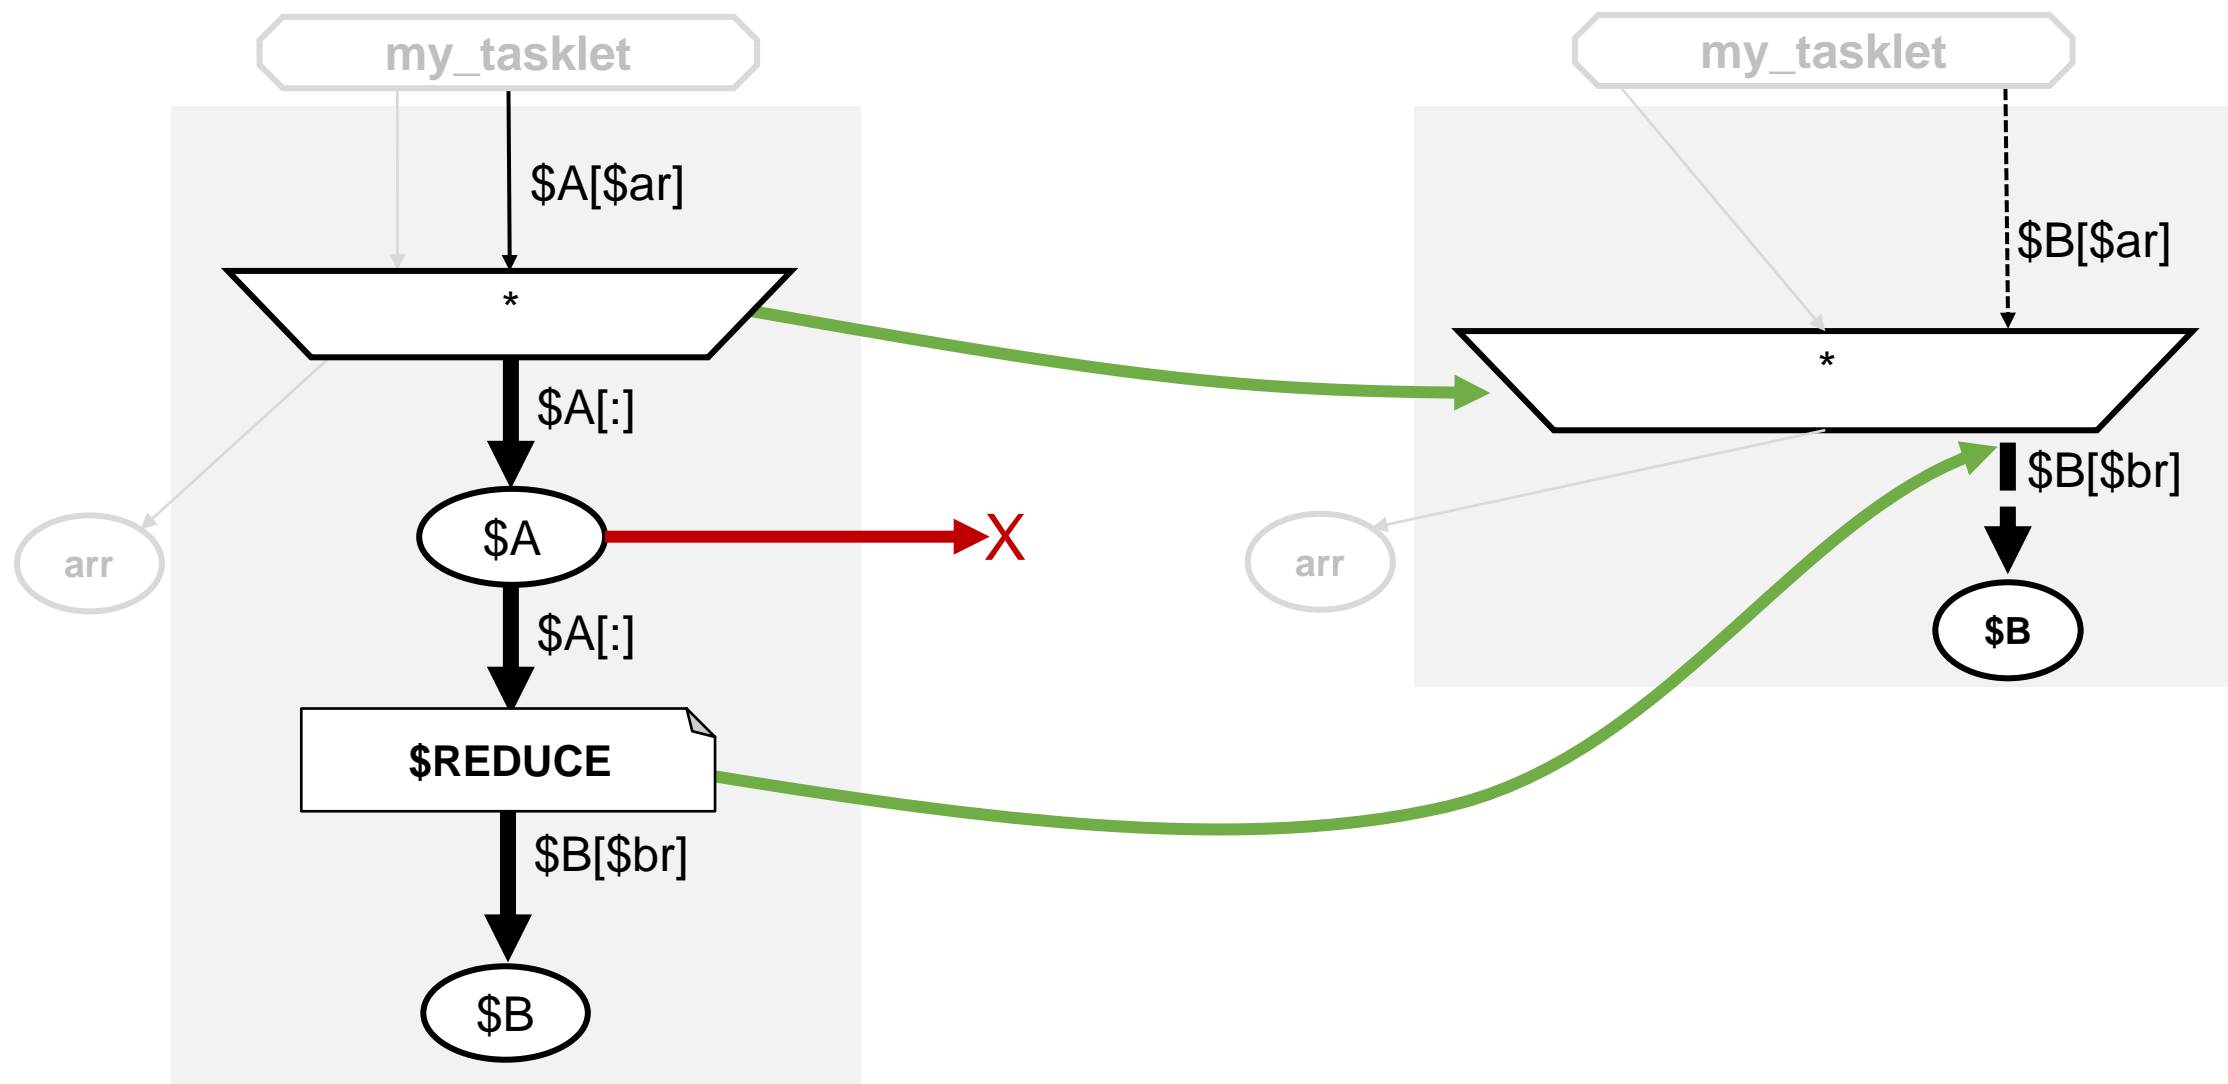 my_tasklet
$A[$ar]
*
$A[:]
arr
$A
X
$A[:]
$REDUCE
$B[$br]
$B
my_tasklet
$B[$ar]
*
$B[$br]
arr
$B